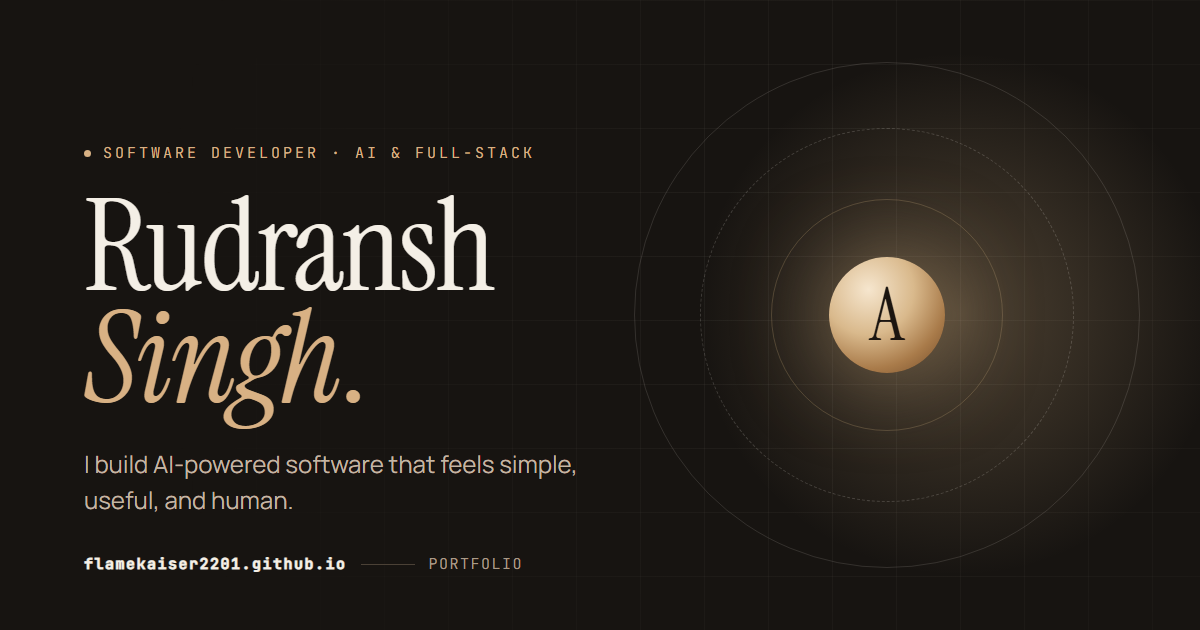 SOFTWARE DEVELOPER · AI & FULL-STACK
Rudransh
Singh.
I build AI-powered software that feels simple,
useful, and human.
flamekaiser2201.github.io
PORTFOLIO
A